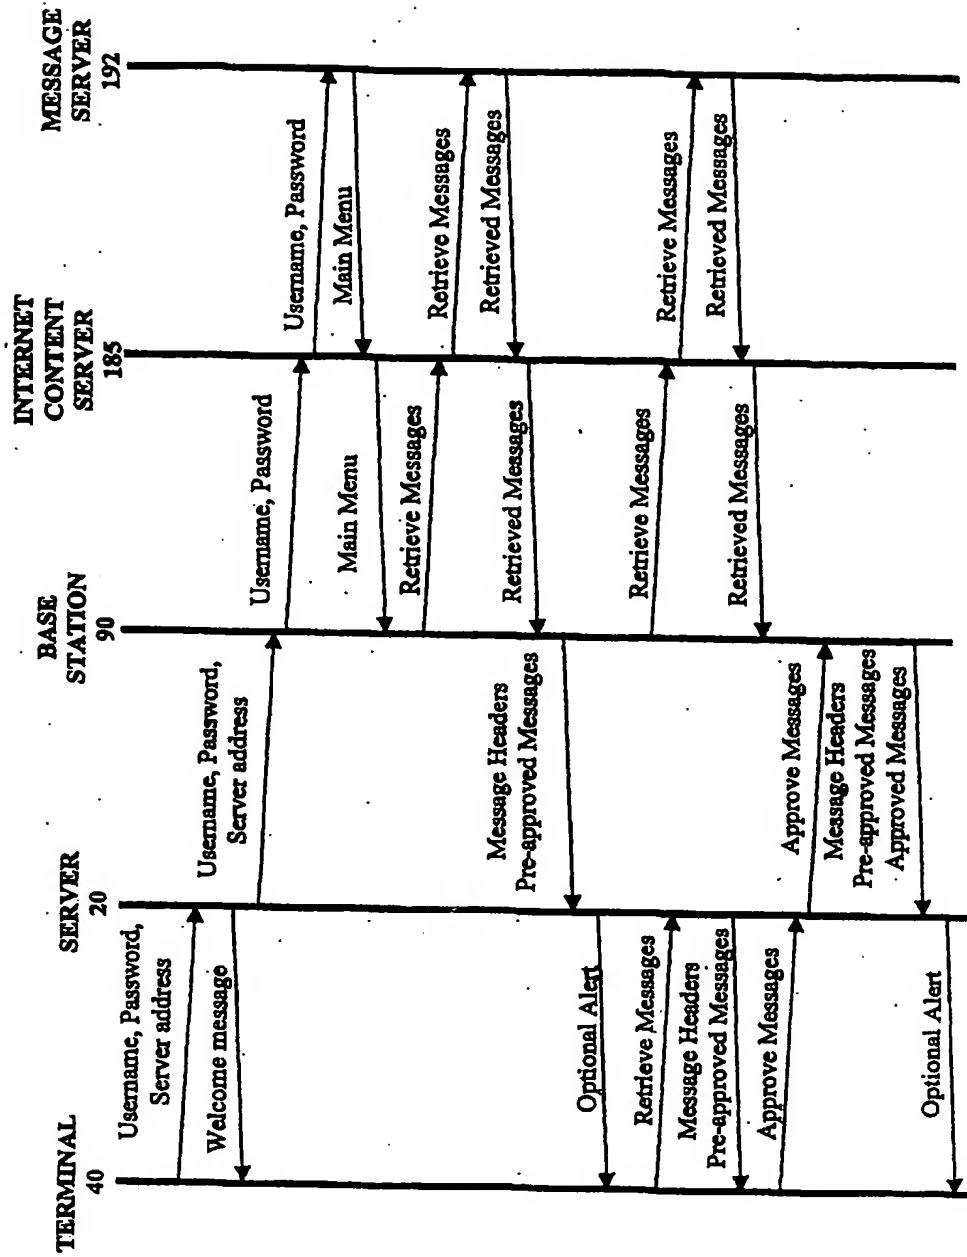 TERMINAL
40
SERVER
20
BASE
STATION
90
INTERNET
CONTENT
SERVER
185
MESSAGE
SERVER
192
Username, Password,
Server address
Welcome message
Username, Password,
Server address
Username, Password
Username, Password
Main Menu
Main Menu
Retrieve Messages
Retrieve Messages
Retrieved Messages
Retrieved Messages
Message Headers
Pre-approved Messages
Optional Alert
Retrieve Messages
Message Headers
Pre-approved Messages
Retrieve Messages
Retrieve Messages
Retrieved Messages
Retrieved Messages
Approve Messages
Approve Messages
Message Headers
Pre-approved Messages
Approved Messages
Optional Alert